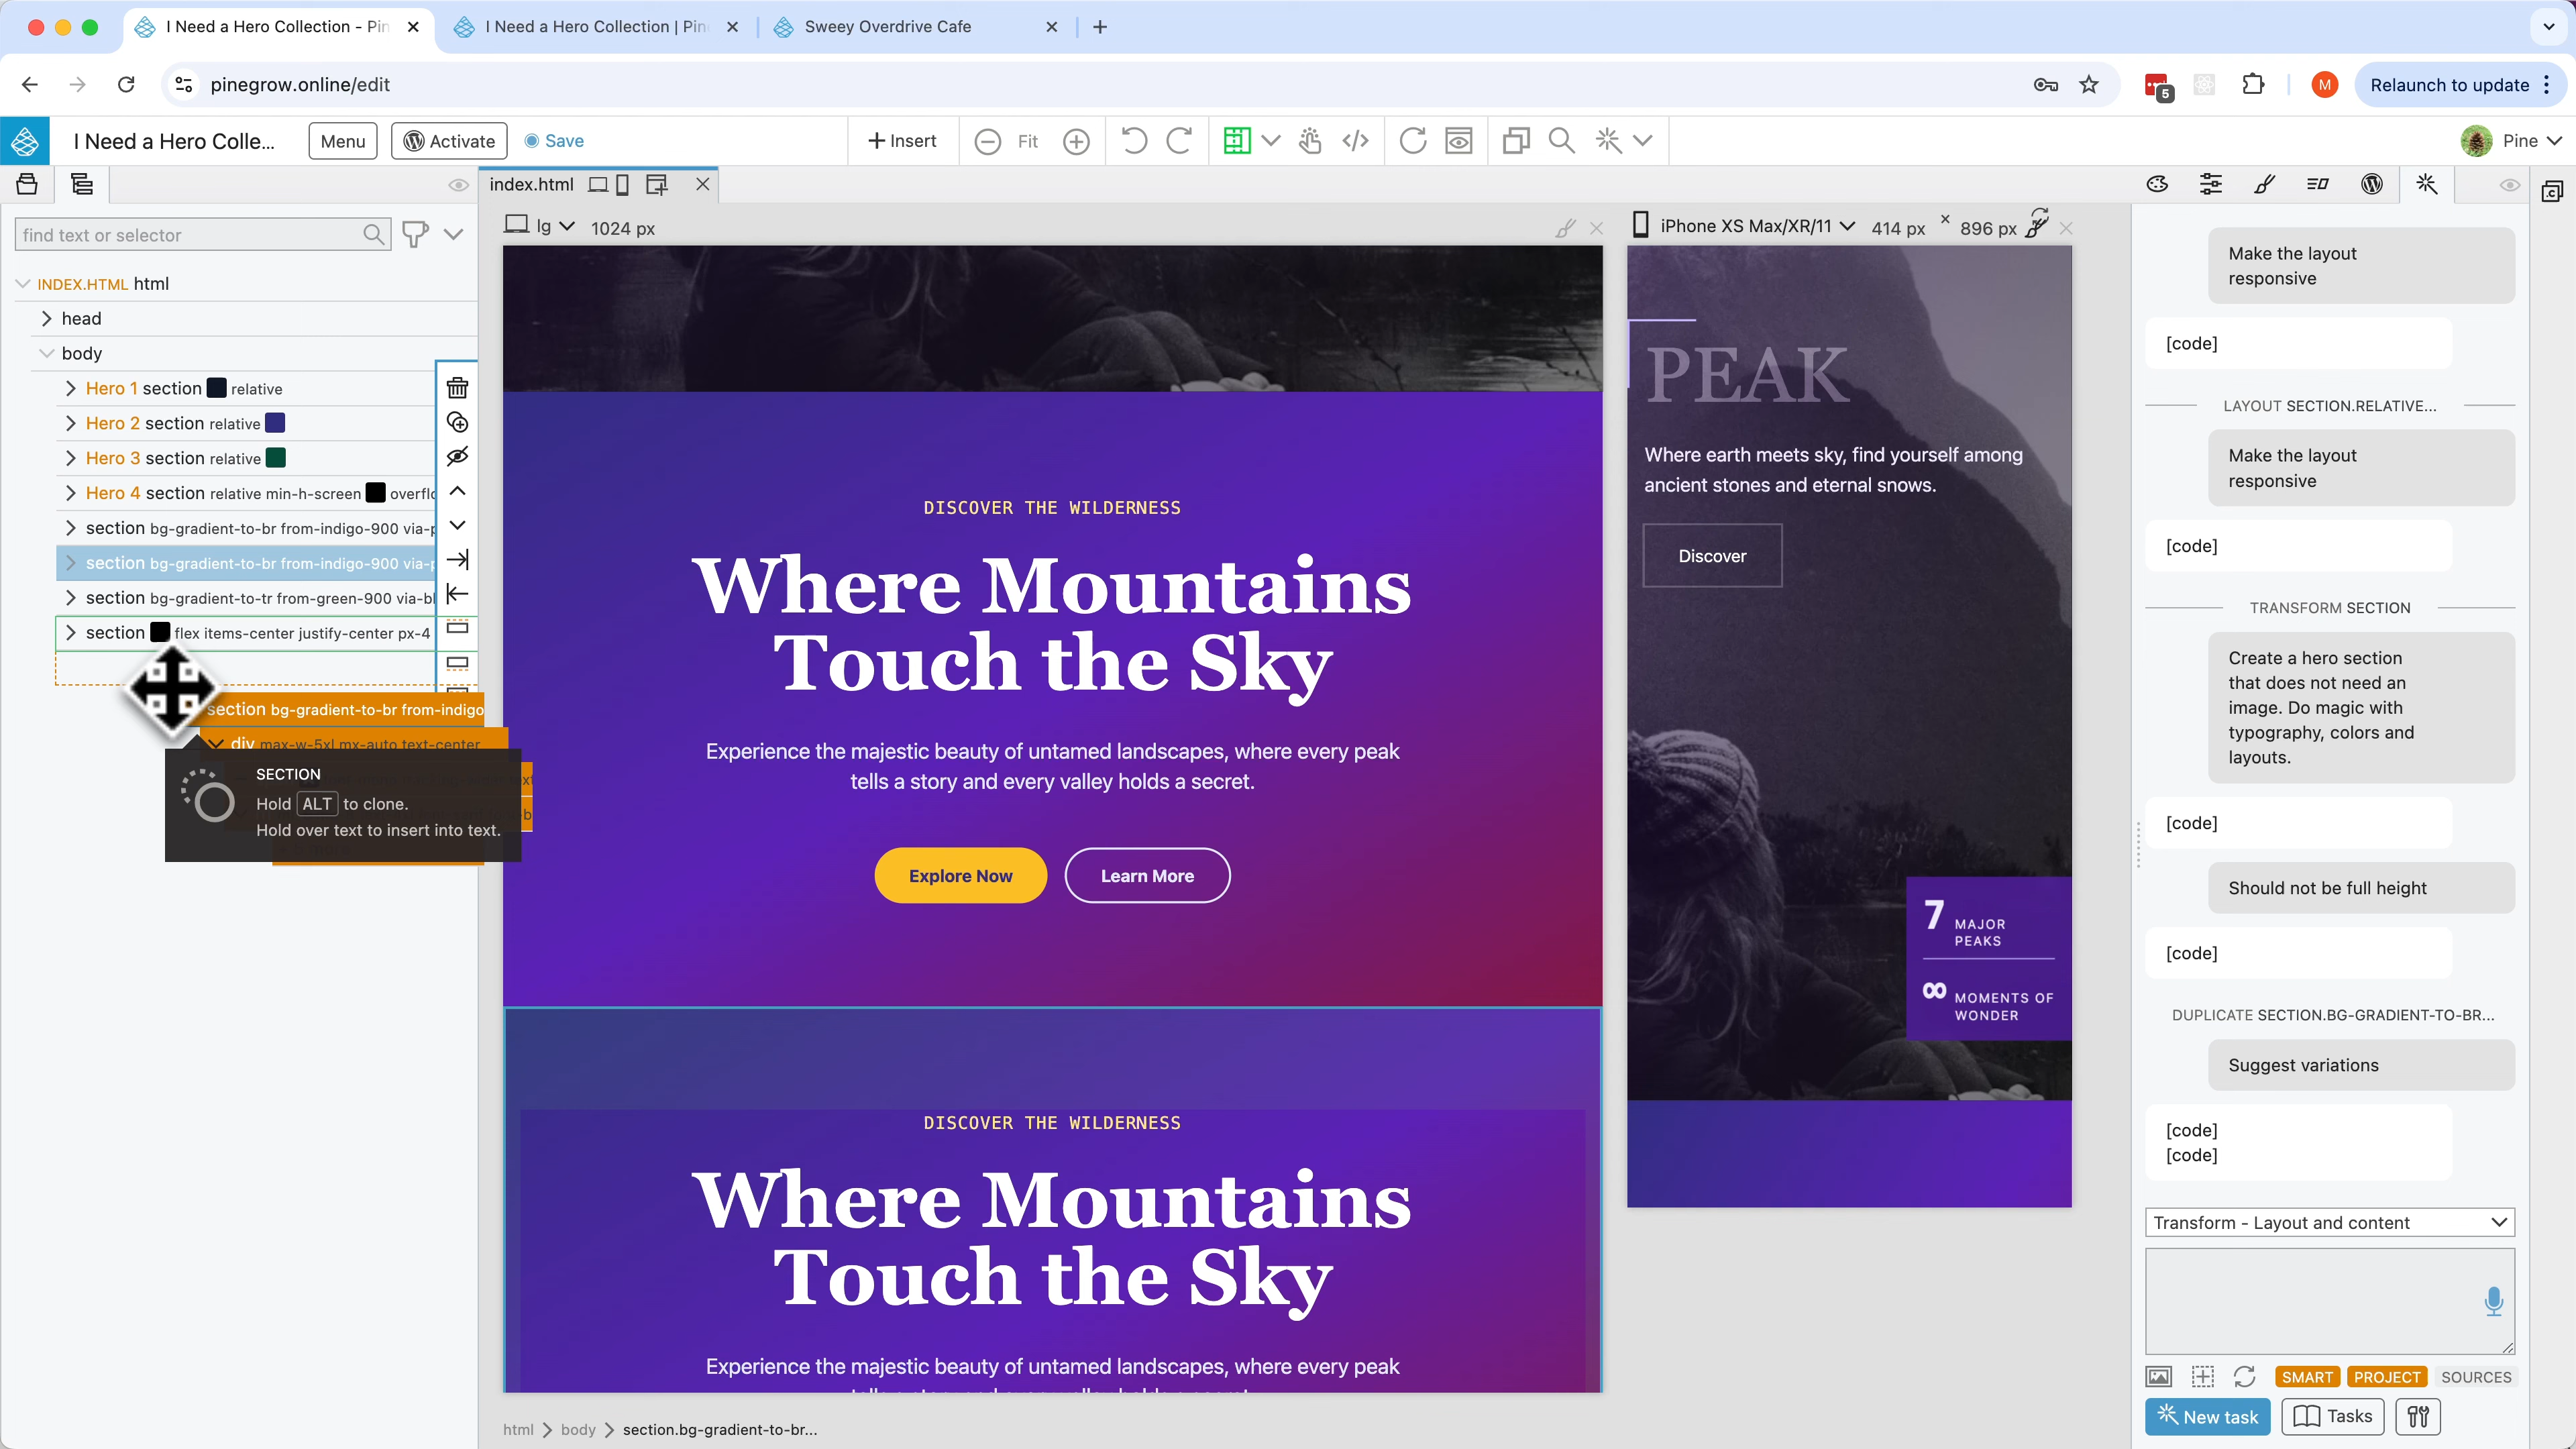 I Need a Hero Collection - Pin
I Need a Hero Collection | Pin
Sweey Overdrive Cafe
pinegrow.online/edit
5
M
Relaunch to update
I Need a Hero Colle...
Menu
Activate
Save
Insert
Fit
Pine
index.html
find text or selector
lg
1024 px
iPhone XS Max/XR/11
414 px
×
896 px
INDEX.HTML html
head
body
Hero 1 section relative
Hero 2 section relative
Hero 3 section relative
Hero 4 section relative min-h-screen overflo
section bg-gradient-to-br from-indigo-900 via-p
section bg-gradient-to-br from-indigo-900 via-p
section bg-gradient-to-tr from-green-900 via-bl
section flex items-center justify-center px-4
section bg-gradient-to-br from-indigo
div max-w-5xl mx-auto text-center
SECTION
Hold ALT to clone.
Hold over text to insert into text.
DISCOVER THE WILDERNESS
Where Mountains
Touch the Sky
Experience the majestic beauty of untamed landscapes, where every peak
tells a story and every valley holds a secret.
Explore Now
Learn More
DISCOVER THE WILDERNESS
Where Mountains
Touch the Sky
Experience the majestic beauty of untamed landscapes, where every peak
html
body
section.bg-gradient-to-br...
PEAK
Where earth meets sky, find yourself among
ancient stones and eternal snows.
Discover
7 MAJOR
PEAKS
∞ MOMENTS OF
WONDER
Make the layout
responsive
[code]
LAYOUT SECTION.RELATIVE...
Make the layout
responsive
[code]
TRANSFORM SECTION
Create a hero section
that does not need an
image. Do magic with
typography, colors and
layouts.
[code]
Should not be full height
[code]
DUPLICATE SECTION.BG-GRADIENT-TO-BR...
Suggest variations
[code]
[code]
Transform - Layout and content
SMART
PROJECT
SOURCES
New task
Tasks